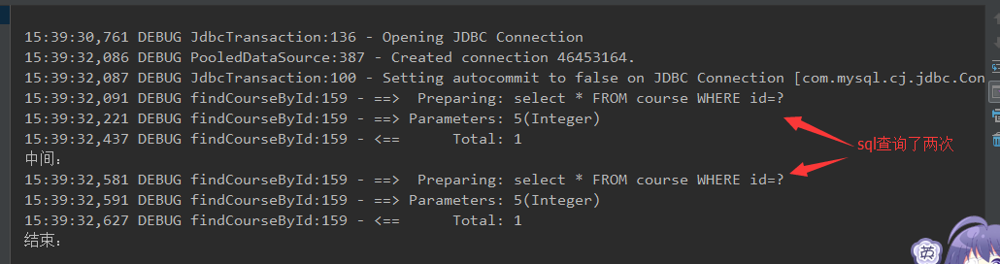 15:39:30,761 DEBUG JdbcTransaction:136 - Opening JDBC Connection
15:39:32,086 DEBUG PooledDataSource:387 - Created connection 46453164.
15:39:32,087 DEBUG JdbcTransaction:100 - Setting autocommit to false on JDBC Connection [com.mysql.cj.jdbc.Con
15:39:32,091 DEBUG findCourseById:159 - ==>  Preparing: select * FROM course WHERE id=?
15:39:32,221 DEBUG findCourseById:159 - ==> Parameters: 5(Integer)
15:39:32,437 DEBUG findCourseById:159 - <==      Total: 1
中间:
sql查询了两次
15:39:32,581 DEBUG findCourseById:159 - ==>  Preparing: select * FROM course WHERE id=?
15:39:32,591 DEBUG findCourseById:159 - ==> Parameters: 5(Integer)
15:39:32,627 DEBUG findCourseById:159 - <==      Total: 1
结束:
英